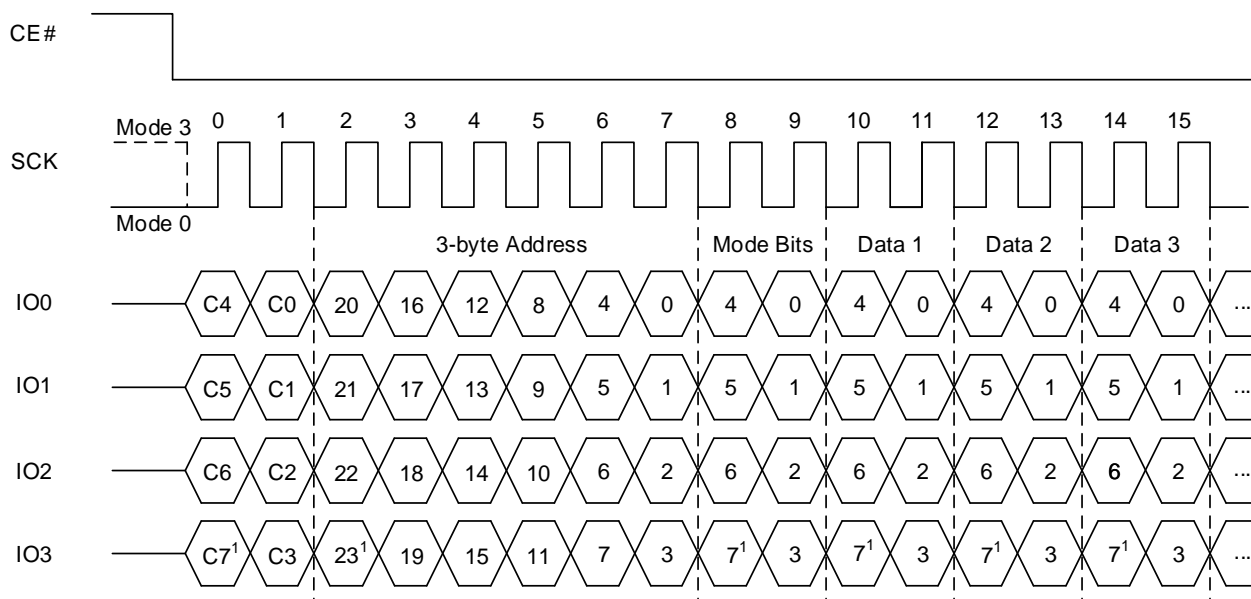 CE#
Mode 3 0 1 2 3 4 5 6 7 8 9 10 11 12 13 14 15
SCK
Mode 0
3-byte Address Mode Bits Data 1 Data 2 Data 3
IO0 C4 C0 20 16 12 8 4 0 4 0 4 0 4 0 4 0 ...
IO1 C5 C1 21 17 13 9 5 1 5 1 5 1 5 1 5 1 ...
IO2 C6 C2 22 18 14 10 6 2 6 2 6 2 6 2 6 2 ...
IO3 C7¹ C3 23¹ 19 15 11 7 3 7¹ 3 7¹ 3 7¹ 3 7¹ 3 ...